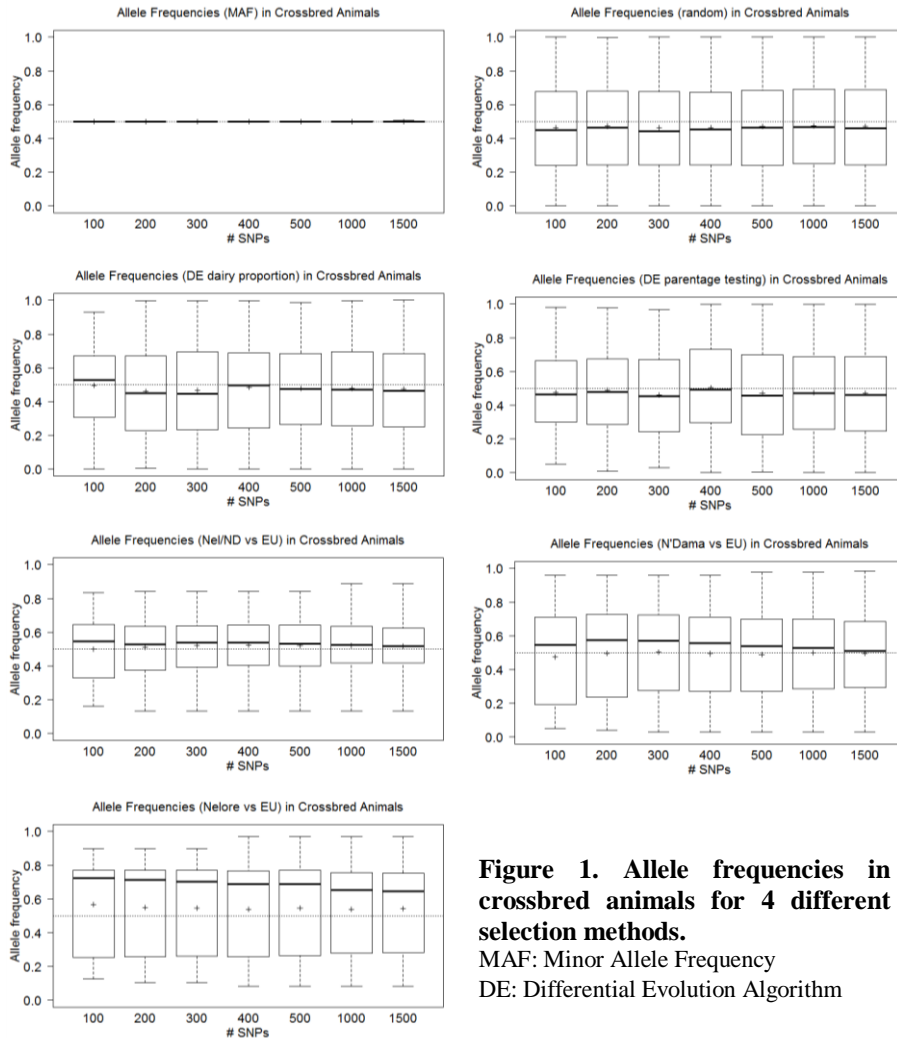 Allele Frequencies (MAF) in Crossbred Animals
Allele frequency
1.0
0.8
0.6
0.4
0.2
0.0
100 200 300 400 500 1000 1500
# SNPs
Allele Frequencies (random) in Crossbred Animals
Allele frequency
1.0
0.8
0.6
0.4
0.2
0.0
100 200 300 400 500 1000 1500
# SNPs
Allele Frequencies (DE dairy proportion) in Crossbred Animals
Allele frequency
1.0
0.8
0.6
0.4
0.2
0.0
100 200 300 400 500 1000 1500
# SNPs
Allele Frequencies (DE parentage testing) in Crossbred Animals
Allele frequency
1.0
0.8
0.6
0.4
0.2
0.0
100 200 300 400 500 1000 1500
# SNPs
Allele Frequencies (Nel/ND vs EU) in Crossbred Animals
Allele frequency
1.0
0.8
0.6
0.4
0.2
0.0
100 200 300 400 500 1000 1500
# SNPs
Allele Frequencies (N'Dama vs EU) in Crossbred Animals
Allele frequency
1.0
0.8
0.6
0.4
0.2
0.0
100 200 300 400 500 1000 1500
# SNPs
Allele Frequencies (Nelore vs EU) in Crossbred Animals
Allele frequency
1.0
0.8
0.6
0.4
0.2
0.0
100 200 300 400 500 1000 1500
# SNPs
Figure 1. Allele frequencies in
crossbred animals for 4 different
selection methods.
MAF: Minor Allele Frequency
DE: Differential Evolution Algorithm